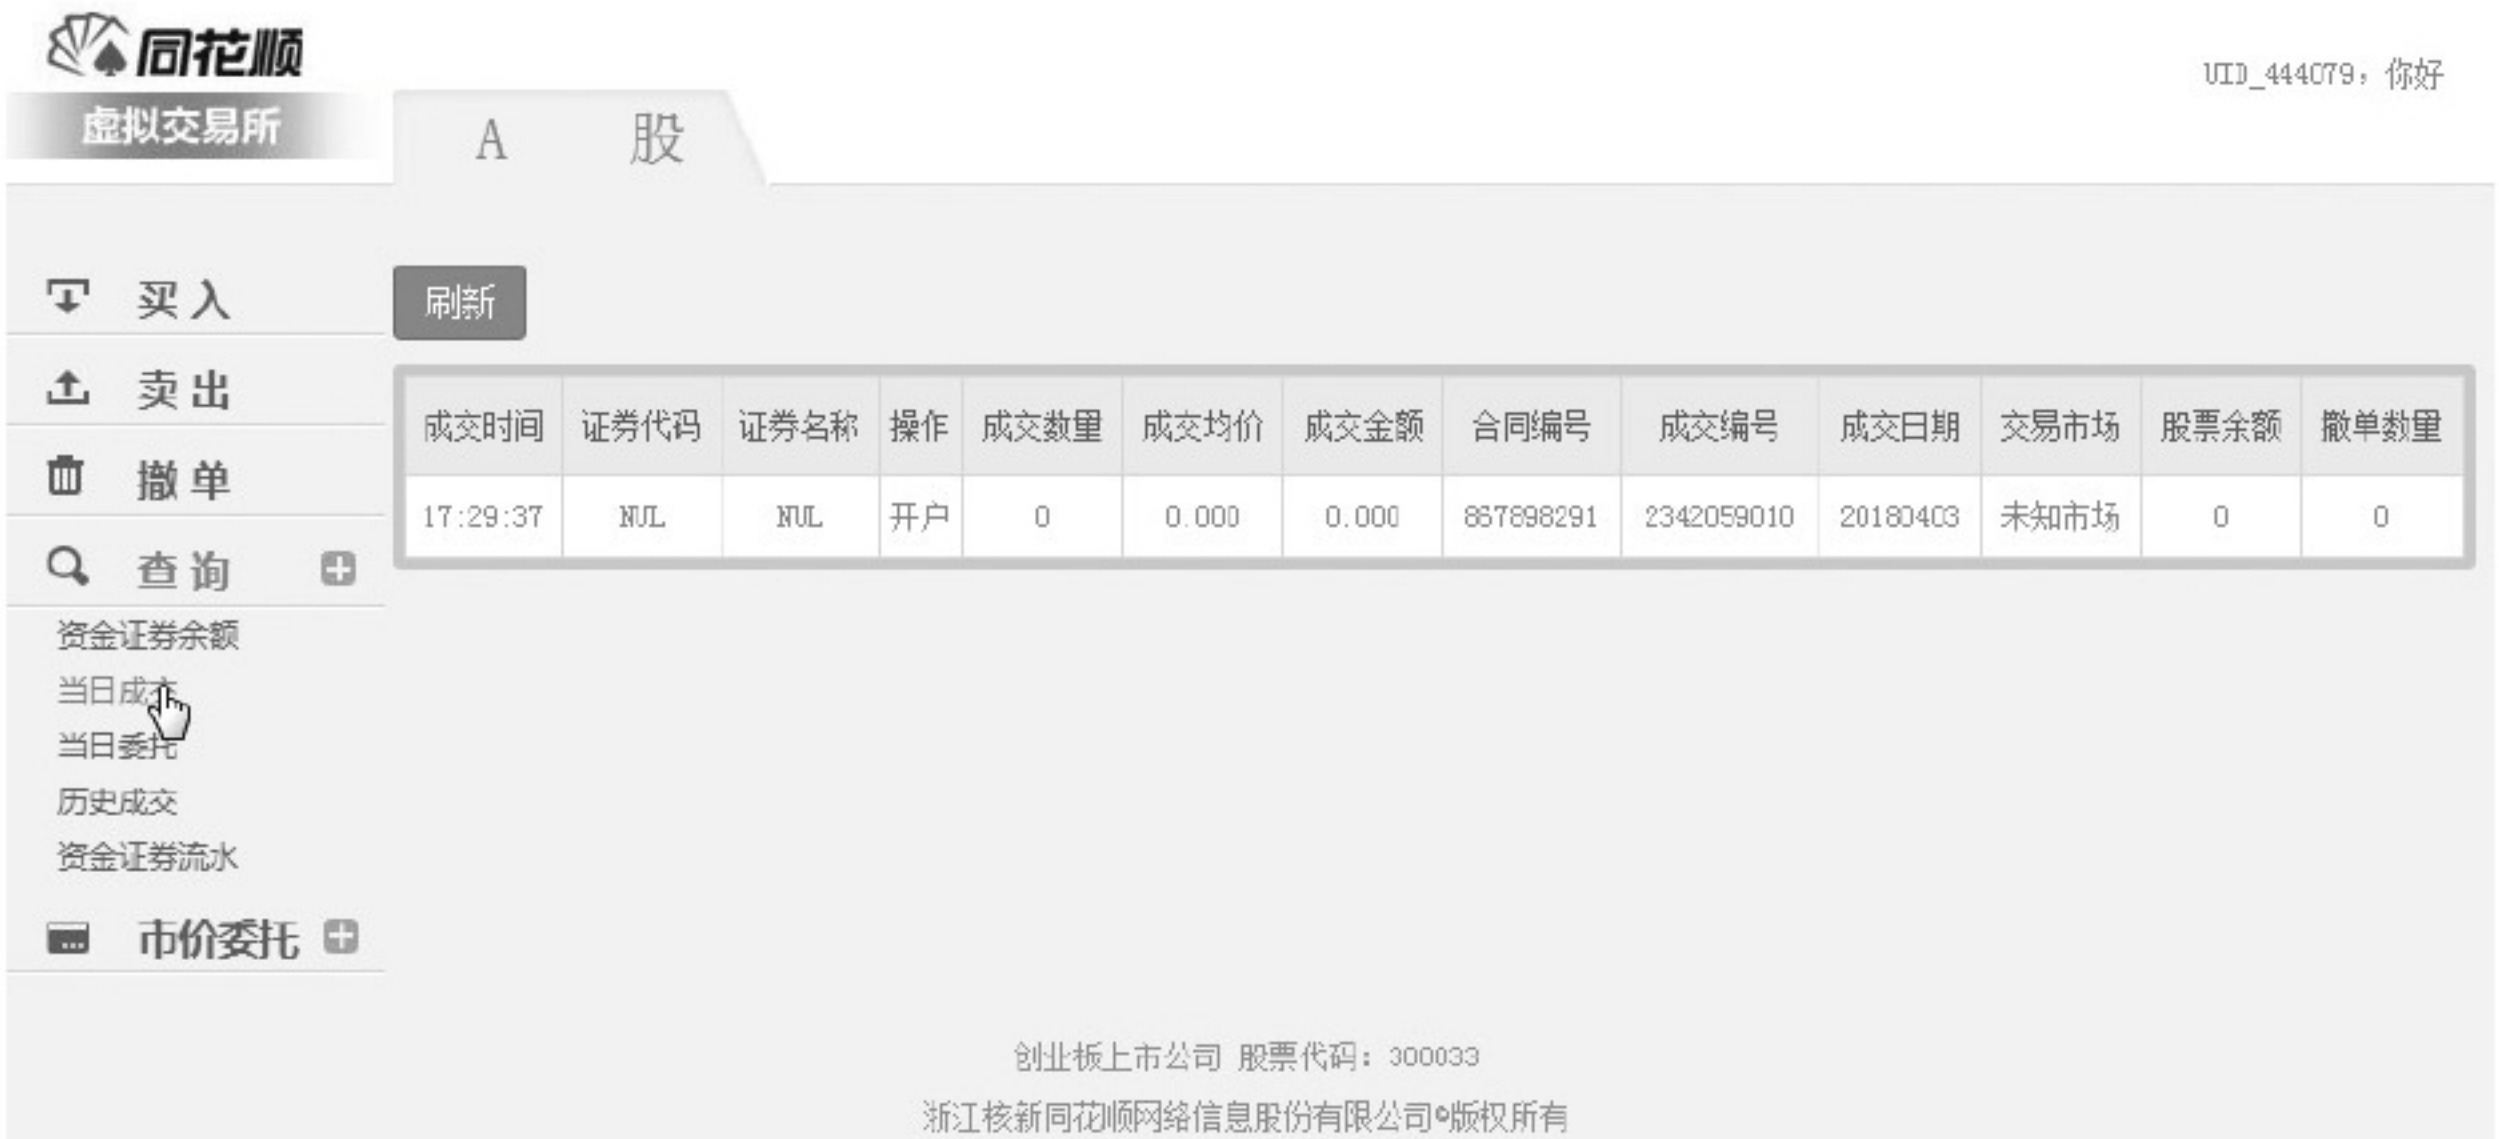 同花顺
虚拟交易所
UID_444079，你好
A 股
买入
卖出
撤单
查询
资金证券余额
当日成交
当日委托
历史成交
资金证券流水
市价委托
刷新
成交时间 证券代码 证券名称 操作 成交数量 成交均价 成交金额 合同编号 成交编号 成交日期 交易市场 股票余额 撤单数量
17:29:37 NUL NUL 开户 0 0.000 0.000 867898291 2342059010 20180403 未知市场 0 0
创业板上市公司 股票代码：300033
浙江核新同花顺网络信息股份有限公司©版权所有